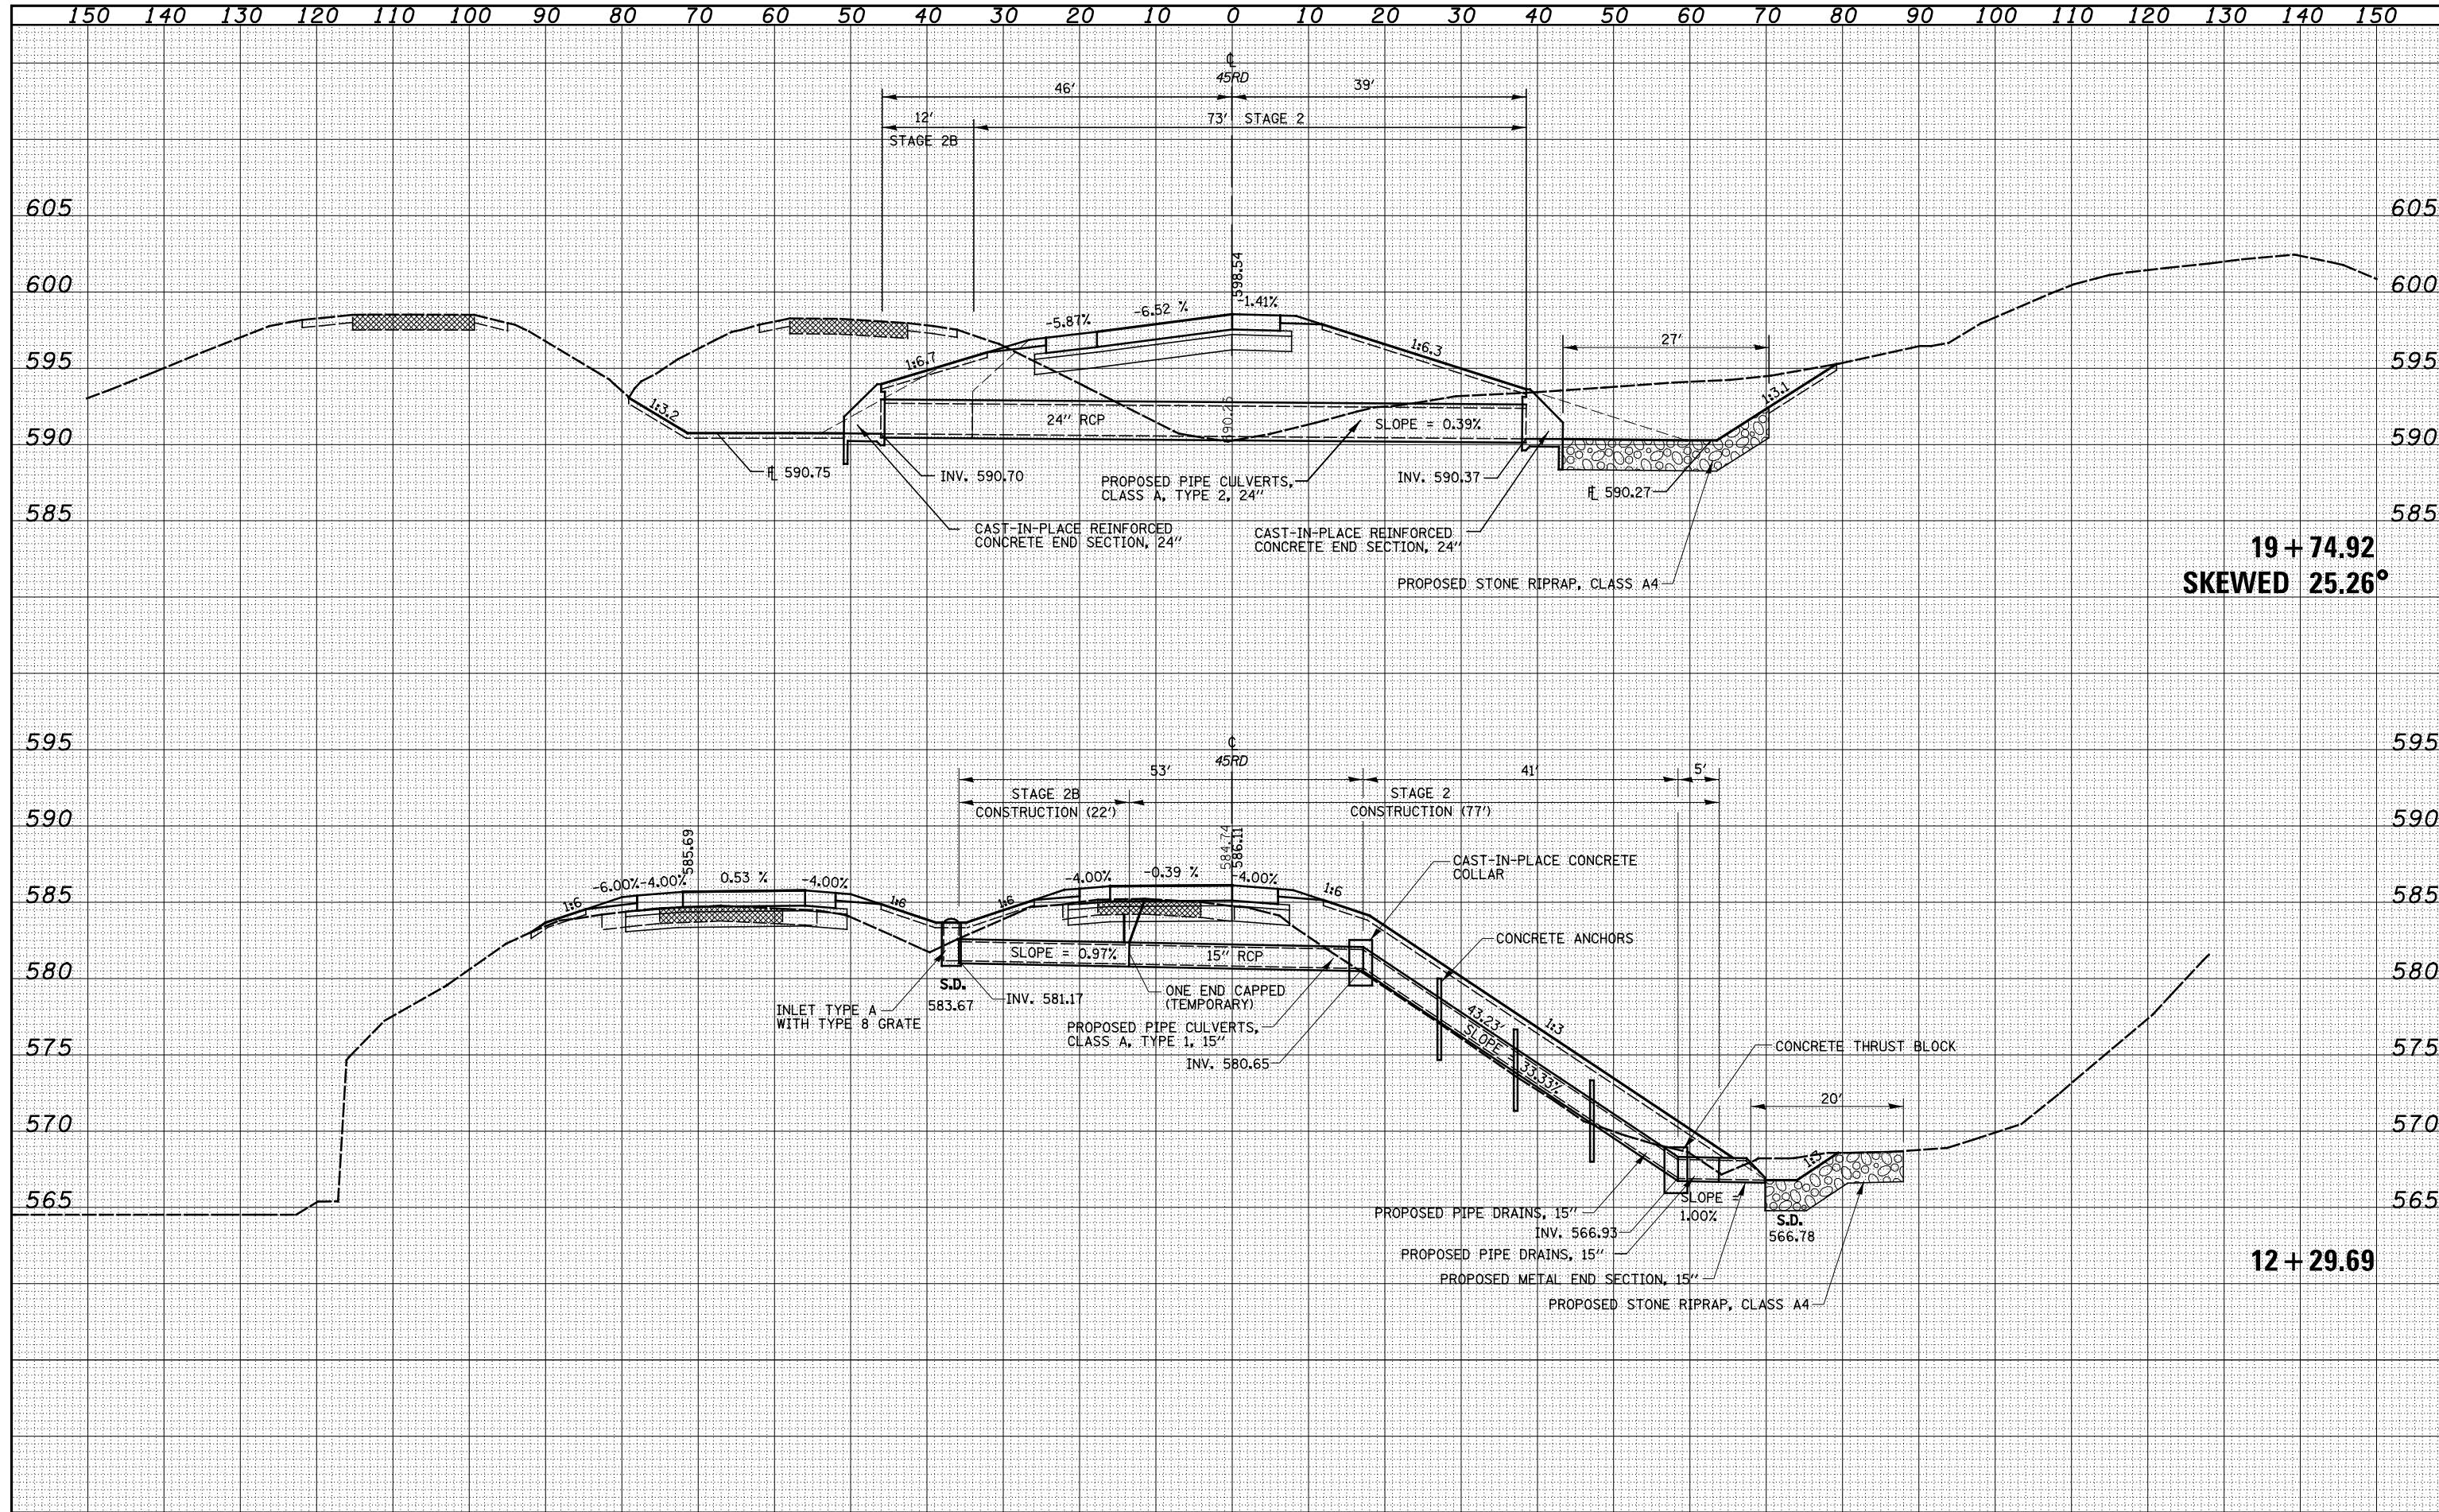 150 140 130 120 110 100 90 80 70 60 50 40 30 20 10 0 10 20 30 40 50 60 70 80 90 100 110 120 130 140 150
℄
45RD
46′ 39′
12′ 73′ STAGE 2
STAGE 2B
605 605
600 600
595 595
590 590
585 585
598.54
-5.87% -6.52 % -1.41%
1:6.7 1:6.3
27′
1:3.2 1:3.1
24″ RCP
590.25
SLOPE = 0.39%
℄ 590.75
INV. 590.70
PROPOSED PIPE CULVERTS,
CLASS A, TYPE 2, 24″
INV. 590.37
℄ 590.27
CAST-IN-PLACE REINFORCED
CONCRETE END SECTION, 24″
CAST-IN-PLACE REINFORCED
CONCRETE END SECTION, 24″
PROPOSED STONE RIPRAP, CLASS A4
19 + 74.92
SKEWED 25.26°
595 595
590 590
585 585
580 580
575 575
570 570
565 565
℄
45RD
53′ 41′ 5′
STAGE 2B
CONSTRUCTION (22′)
STAGE 2
CONSTRUCTION (77′)
585.69
584.74
586.11
-6.00% -4.00% 0.53 % -4.00%
-4.00% -0.39 % -4.00%
1:6 1:6 1:6 1:6
CAST-IN-PLACE CONCRETE
COLLAR
CONCRETE ANCHORS
SLOPE = 0.97%
15″ RCP
S.D.
583.67
INV. 581.17
ONE END CAPPED
(TEMPORARY)
INLET TYPE A
WITH TYPE 8 GRATE
PROPOSED PIPE CULVERTS,
CLASS A, TYPE 1, 15″
INV. 580.65
43.23′
SLOPE = 33.33%
1:3
CONCRETE THRUST BLOCK
20′
1:3
SLOPE =
1.00%
PROPOSED PIPE DRAINS, 15″
INV. 566.93
S.D.
566.78
PROPOSED PIPE DRAINS, 15″
PROPOSED METAL END SECTION, 15″
PROPOSED STONE RIPRAP, CLASS A4
12 + 29.69